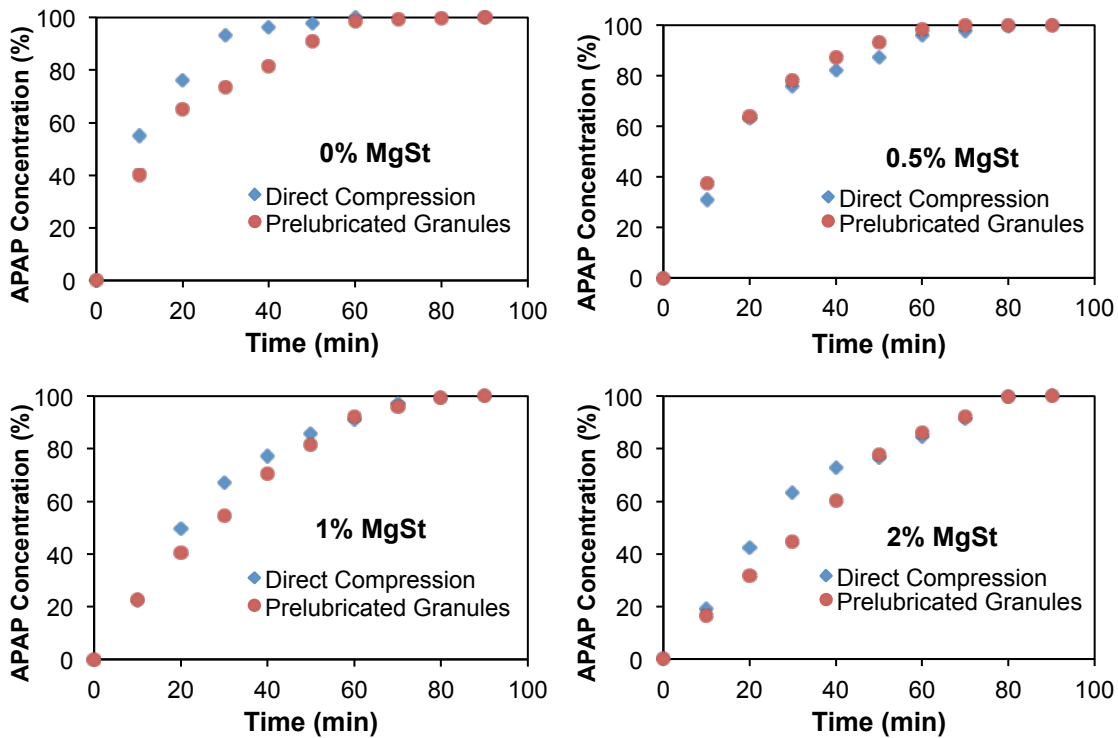 APAP Concentration (%)
100
80
60
40
20
0
0% MgSt
Direct Compression
Prelubricated Granules
0 20 40 60 80 100
Time (min)
APAP Concentration (%)
100
80
60
40
20
0
0.5% MgSt
Direct Compression
Prelubricated Granules
0 20 40 60 80 100
Time (min)
APAP Concentration (%)
100
80
60
40
20
0
1% MgSt
Direct Compression
Prelubricated Granules
0 20 40 60 80 100
Time (min)
APAP Concentration (%)
100
80
60
40
20
0
2% MgSt
Direct Compression
Prelubricated Granules
0 20 40 60 80 100
Time (min)